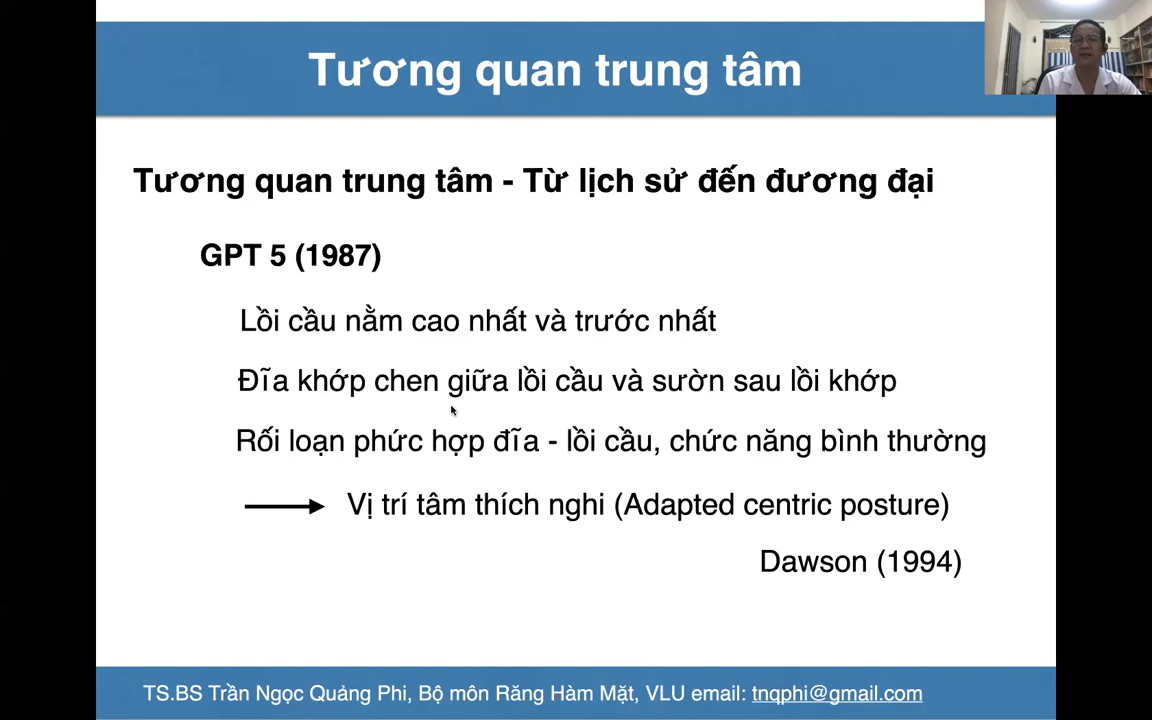 Tương quan trung tâm
Tương quan trung tâm - Từ lịch sử đến đương đại
GPT 5 (1987)
Lồi cầu nằm cao nhất và trước nhất
Đĩa khớp chen giữa lồi cầu và sườn sau lồi khớp
Rối loạn phức hợp đĩa - lồi cầu, chức năng bình thường
Vị trí tâm thích nghi (Adapted centric posture)
Dawson (1994)
TS.BS Trần Ngọc Quảng Phi, Bộ môn Răng Hàm Mặt, VLU email: tnqphi@gmail.com